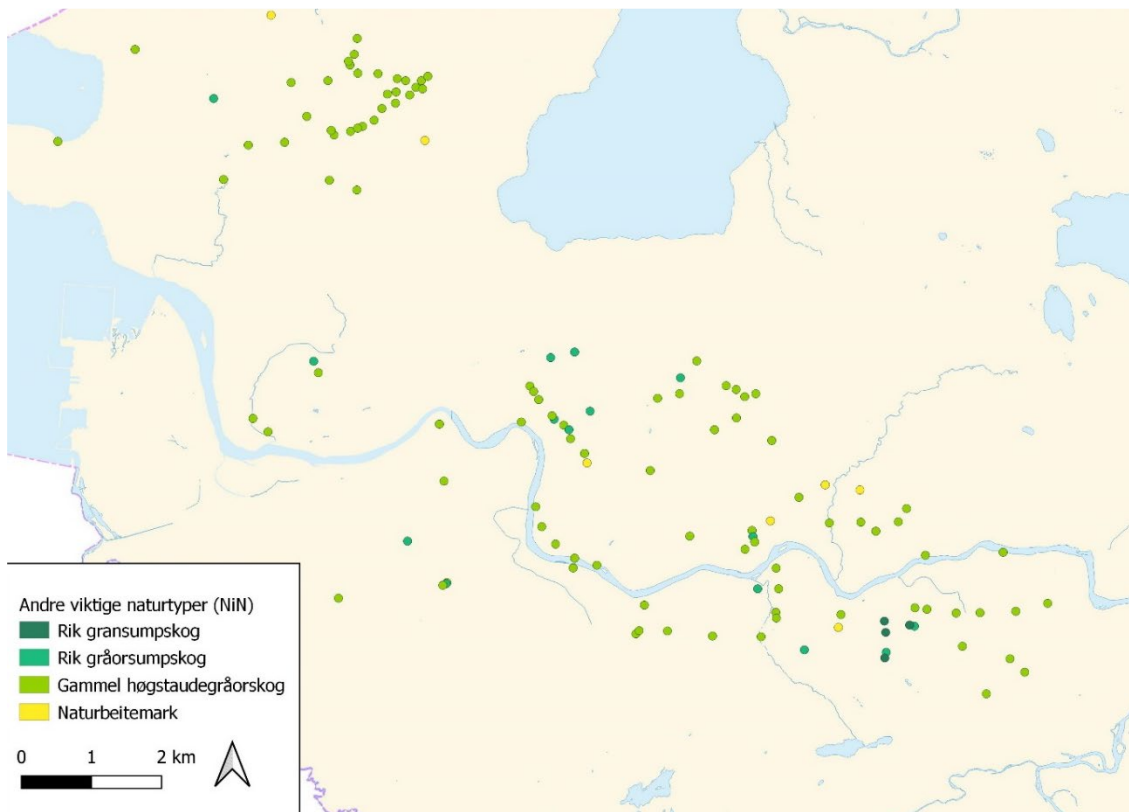 Andre viktige naturtyper (NiN)
Rik gransumpskog
Rik gråorsumpskog
Gammel høgstaudegråorskog
Naturbeitemark
0 1 2 km